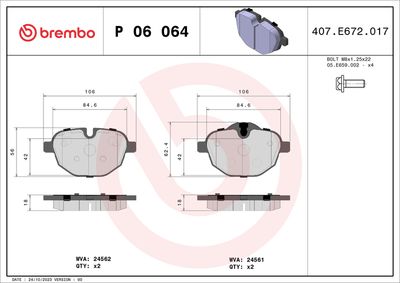 brembo
P 06 064
407.E672.017
BOLT M8x1.25x22
05.E659.002 - x4
106
84.6
56
42
106
84.6
62.4
42
18
18
WVA: 24562
QTY: x2
WVA: 24561
QTY: x2
DATE : 24/10/2023 VERSION : 00